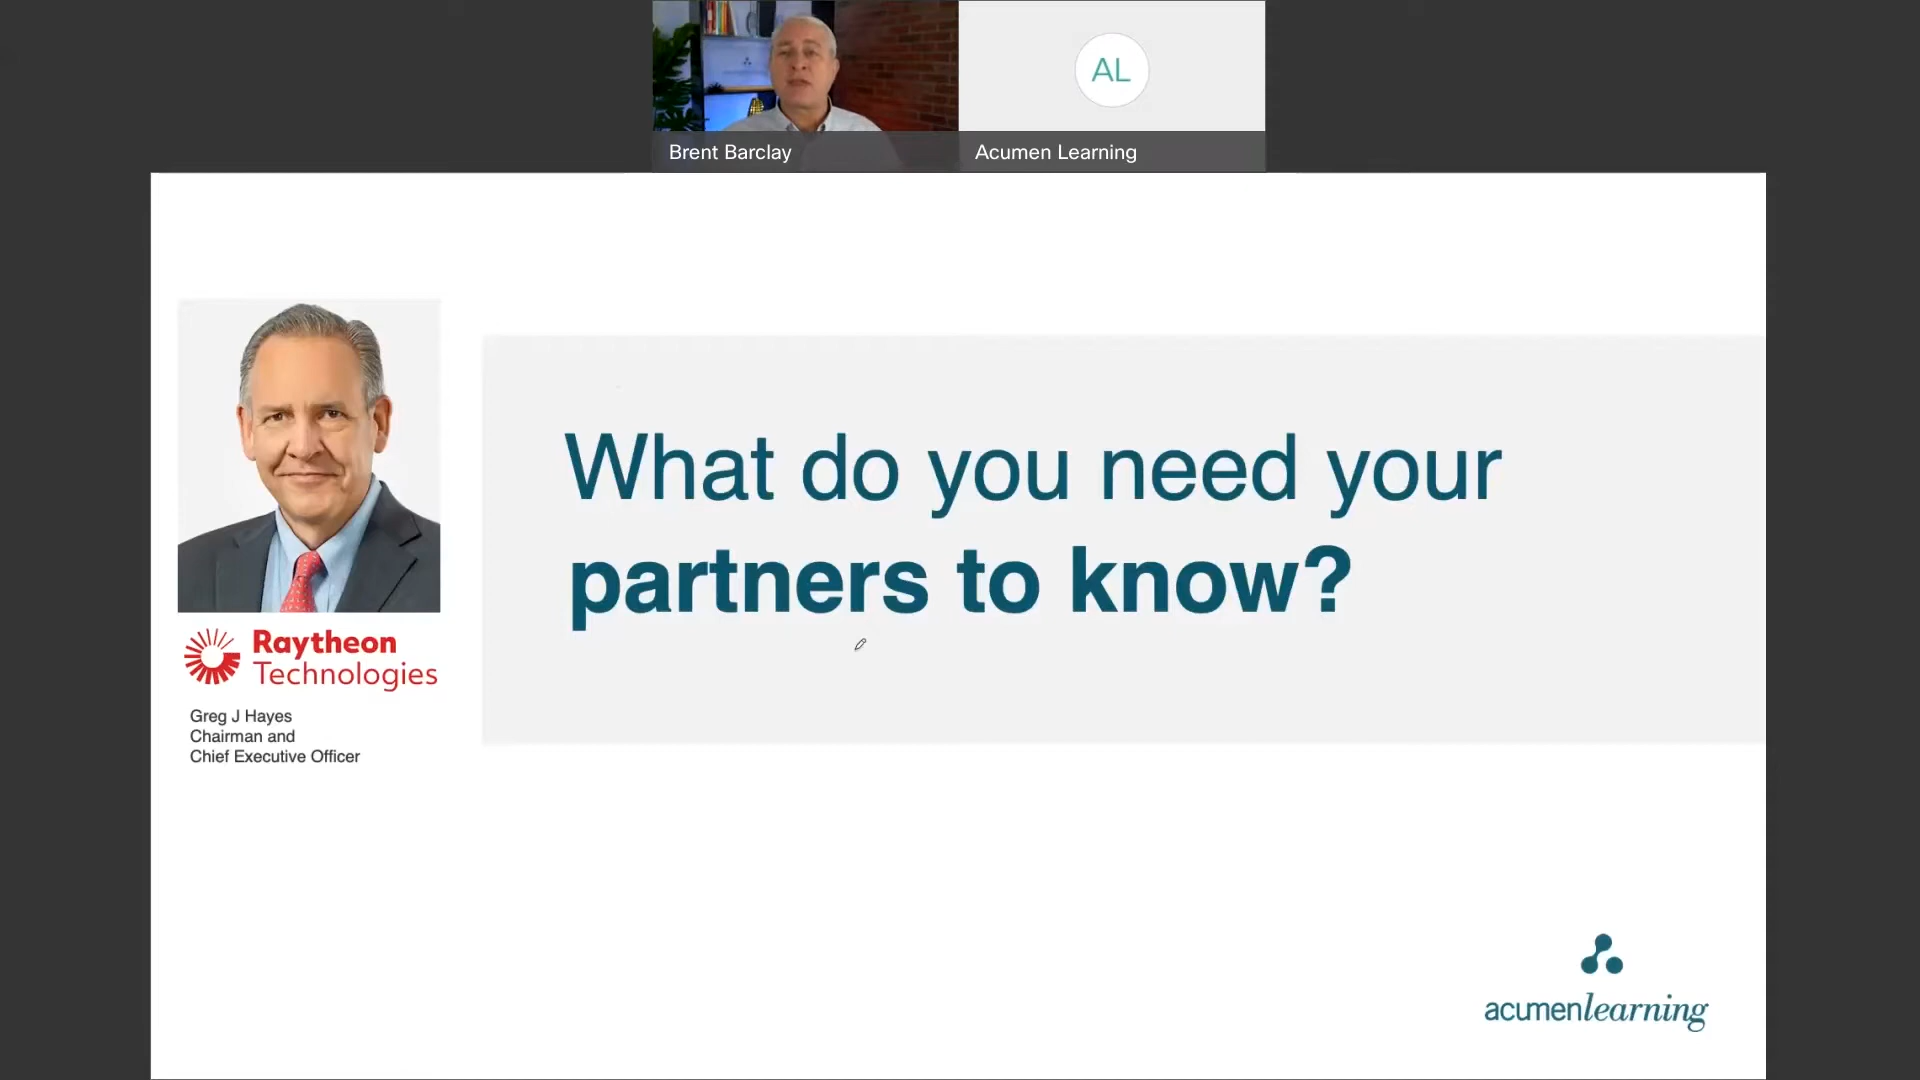 AL
Brent Barclay
Acumen Learning
What do you need your
partners to know?
Raytheon
Technologies
Greg J Hayes
Chairman and
Chief Executive Officer
acumenlearning